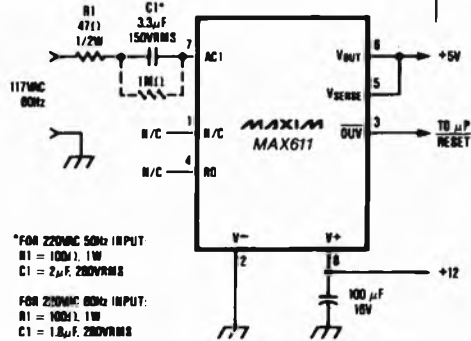 R1
47Ω
1/2W
C1*
3.3µF
150VRMS
1MΩ
117VAC
60Hz
7
AC1
1
N/C
N/C
4
N/C
RO
MAXIM
MAX611
VOUT
6
+5V
VSENSE
5
OUV
3
TO µP
RESET
V−
2
V+
8
+12
100 µF
16V
*FOR 220VAC 50Hz INPUT:
R1 = 100Ω, 1W
C1 = 2µF, 280VRMS
FOR 220VAC 60Hz INPUT:
R1 = 100Ω, 1W
C1 = 1.8µF, 280VRMS